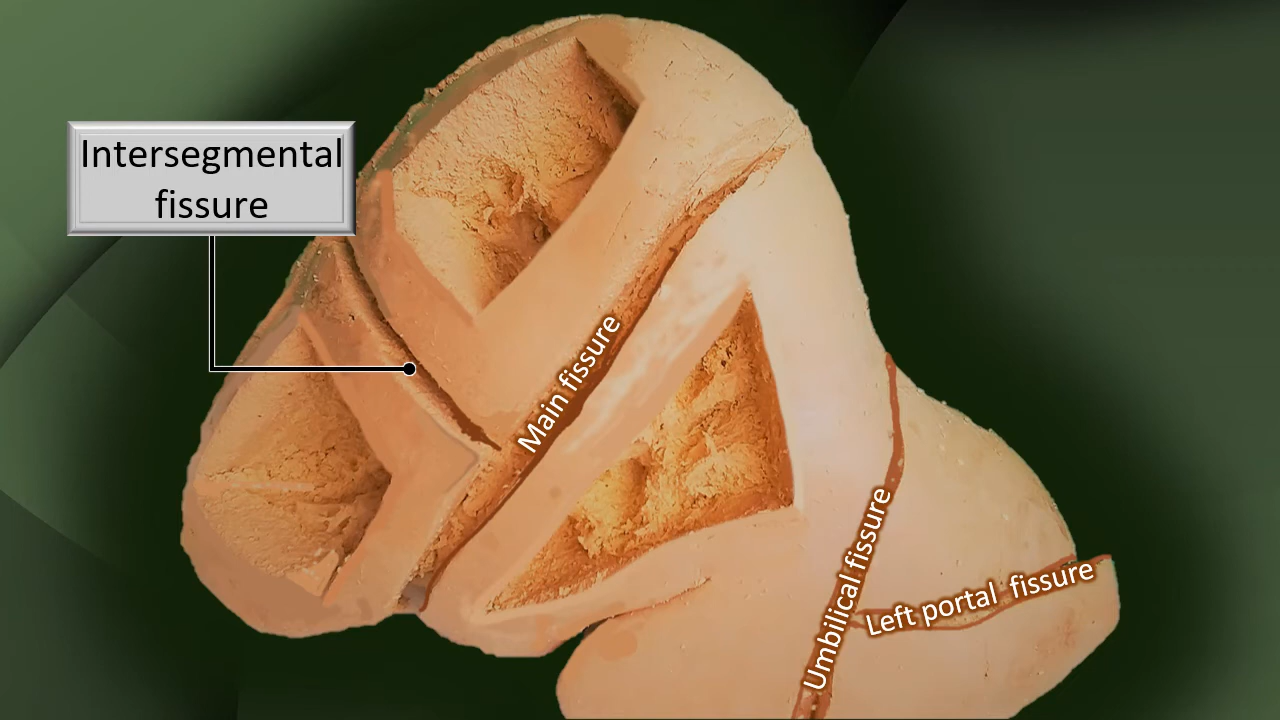 Intersegmental
fissure
Main fissure
Umbilical fissure
Left portal fissure